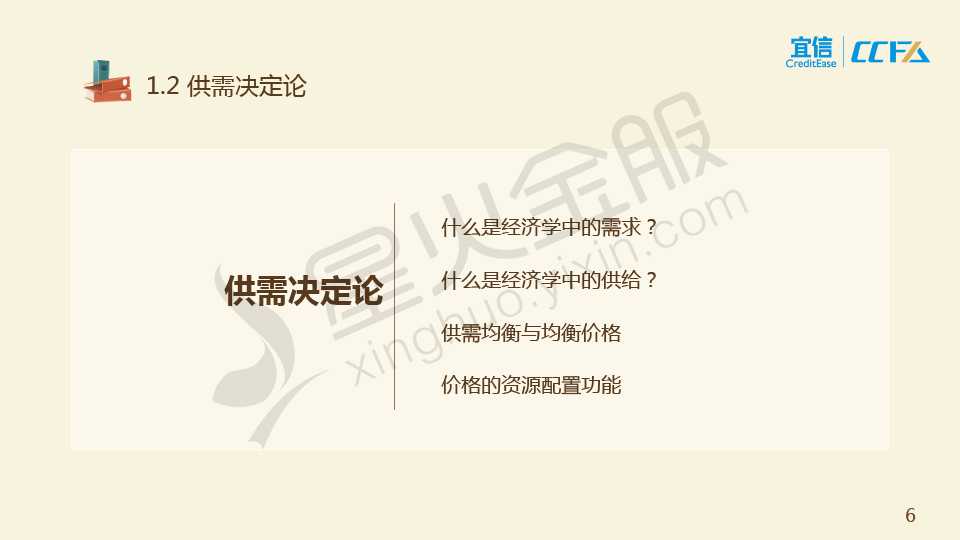 宜信
CreditEase
CCFA
1.2 供需决定论
供需决定论
什么是经济学中的需求？
什么是经济学中的供给？
供需均衡与均衡价格
价格的资源配置功能
星火金服
xinghuo.yixin.com
6